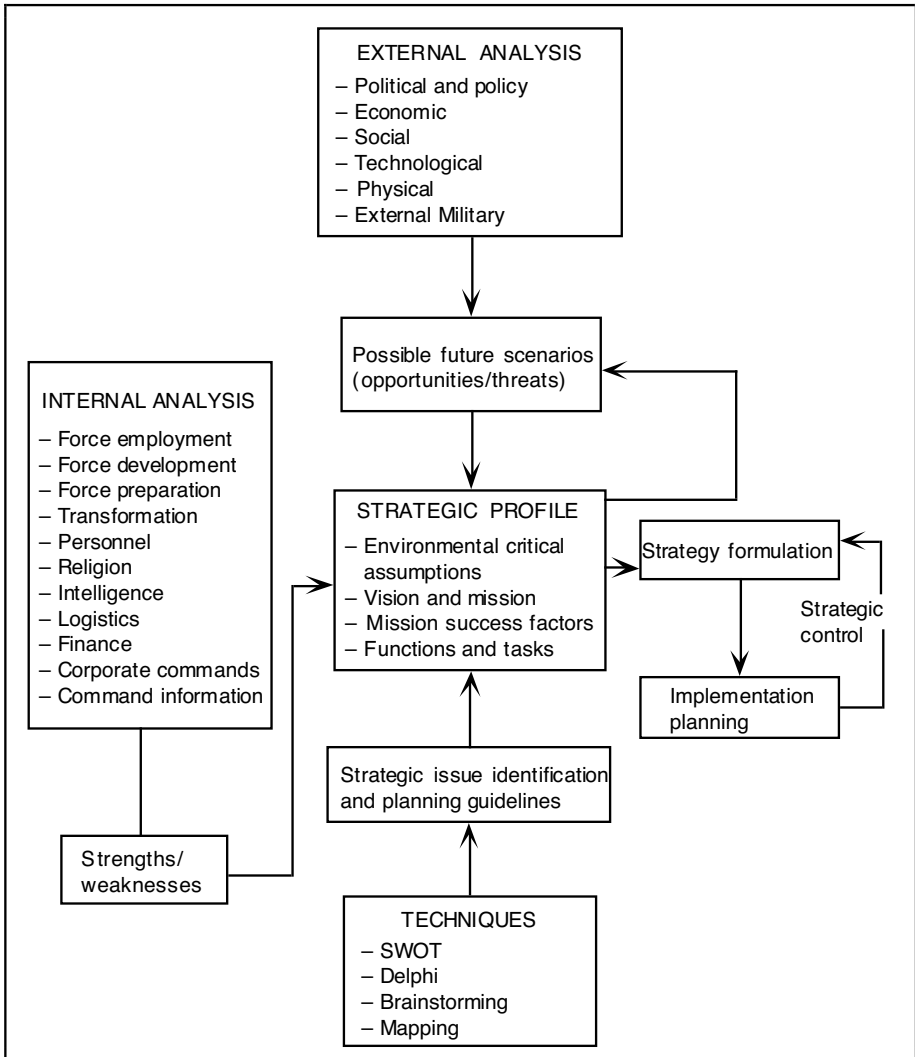 EXTERNAL ANALYSIS
– Political and policy
– Economic
– Social
– Technological
– Physical
– External Military
Possible future scenarios
(opportunities/threats)
INTERNAL ANALYSIS
– Force employment
– Force development
– Force preparation
– Transformation
– Personnel
– Religion
– Intelligence
– Logistics
– Finance
– Corporate commands
– Command information
STRATEGIC PROFILE
– Environmental critical
assumptions
– Vision and mission
– Mission success factors
– Functions and tasks
Strategy formulation
Strategic
control
Implementation
planning
Strategic issue identification
and planning guidelines
Strengths/
weaknesses
TECHNIQUES
– SWOT
– Delphi
– Brainstorming
– Mapping